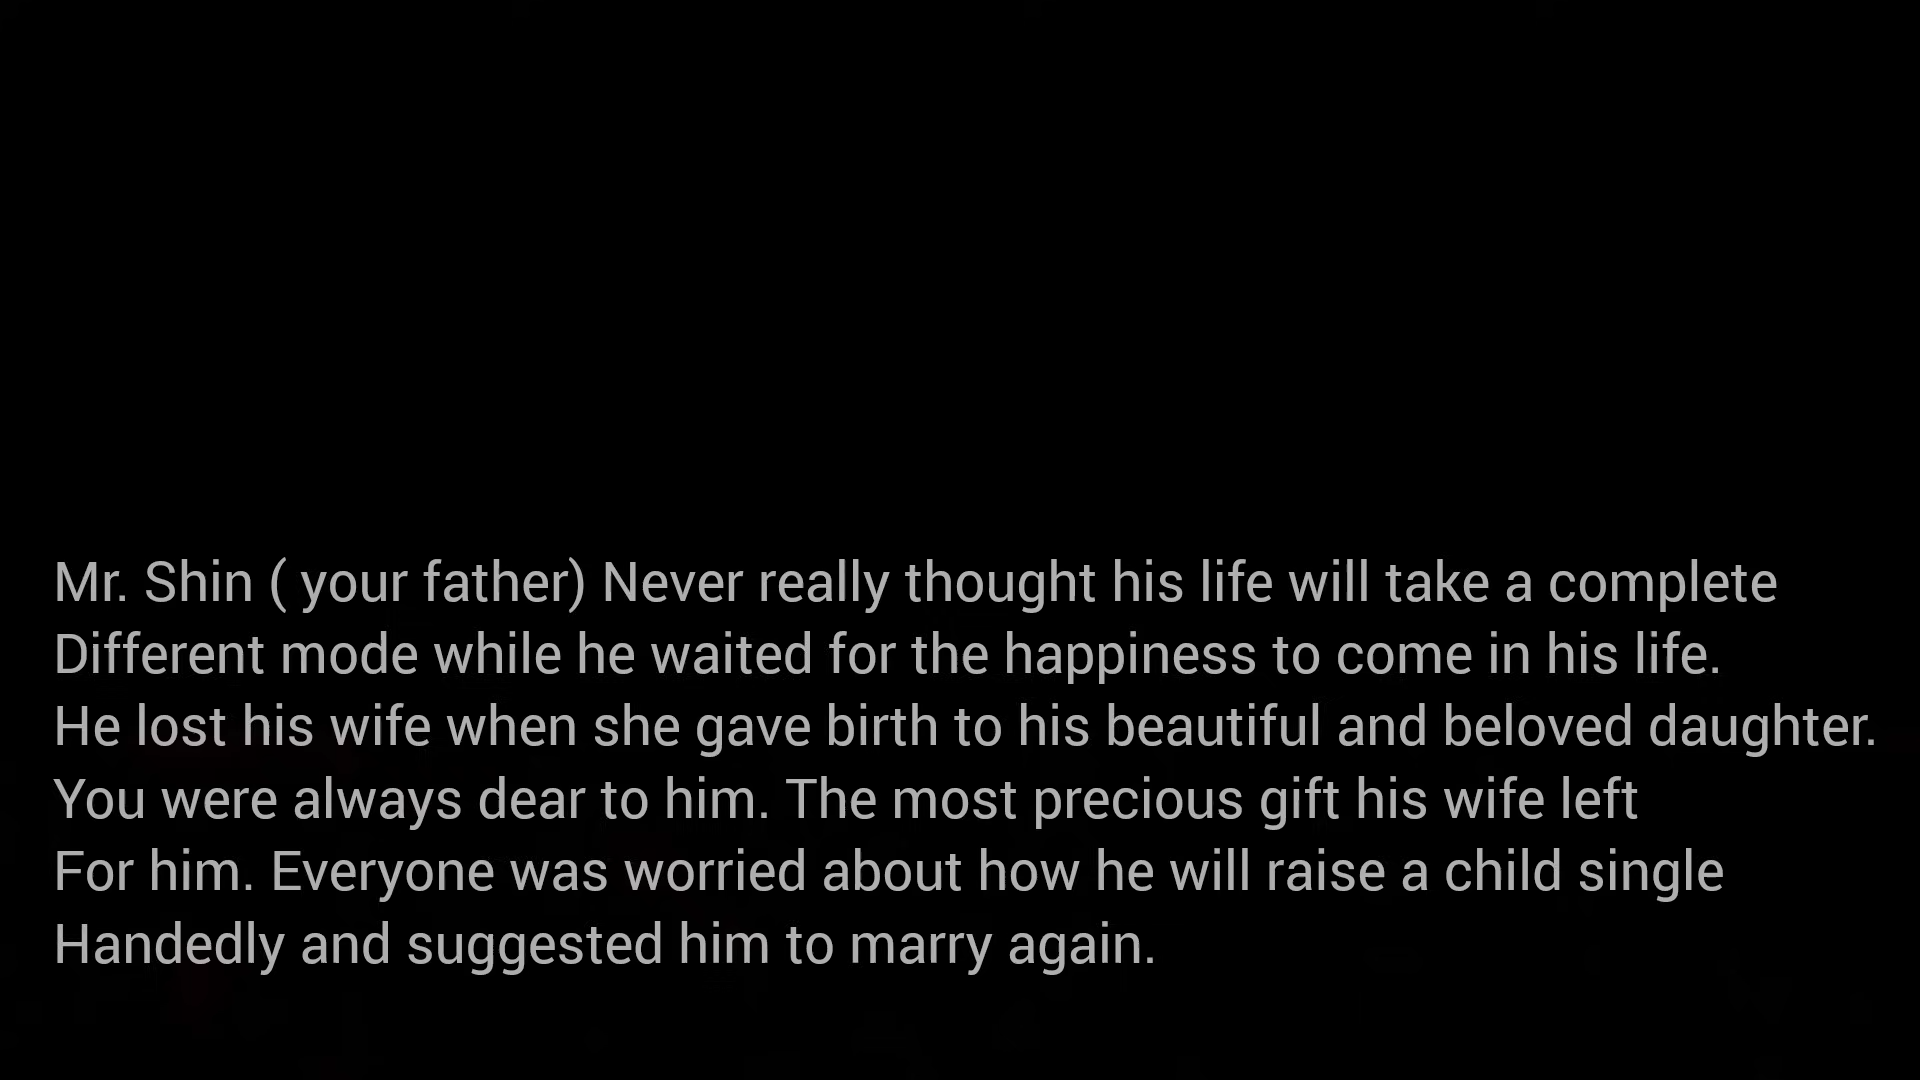 Mr. Shin ( your father) Never really thought his life will take a complete
Different mode while he waited for the happiness to come in his life.
He lost his wife when she gave birth to his beautiful and beloved daughter.
You were always dear to him. The most precious gift his wife left
For him. Everyone was worried about how he will raise a child single
Handedly and suggested him to marry again.